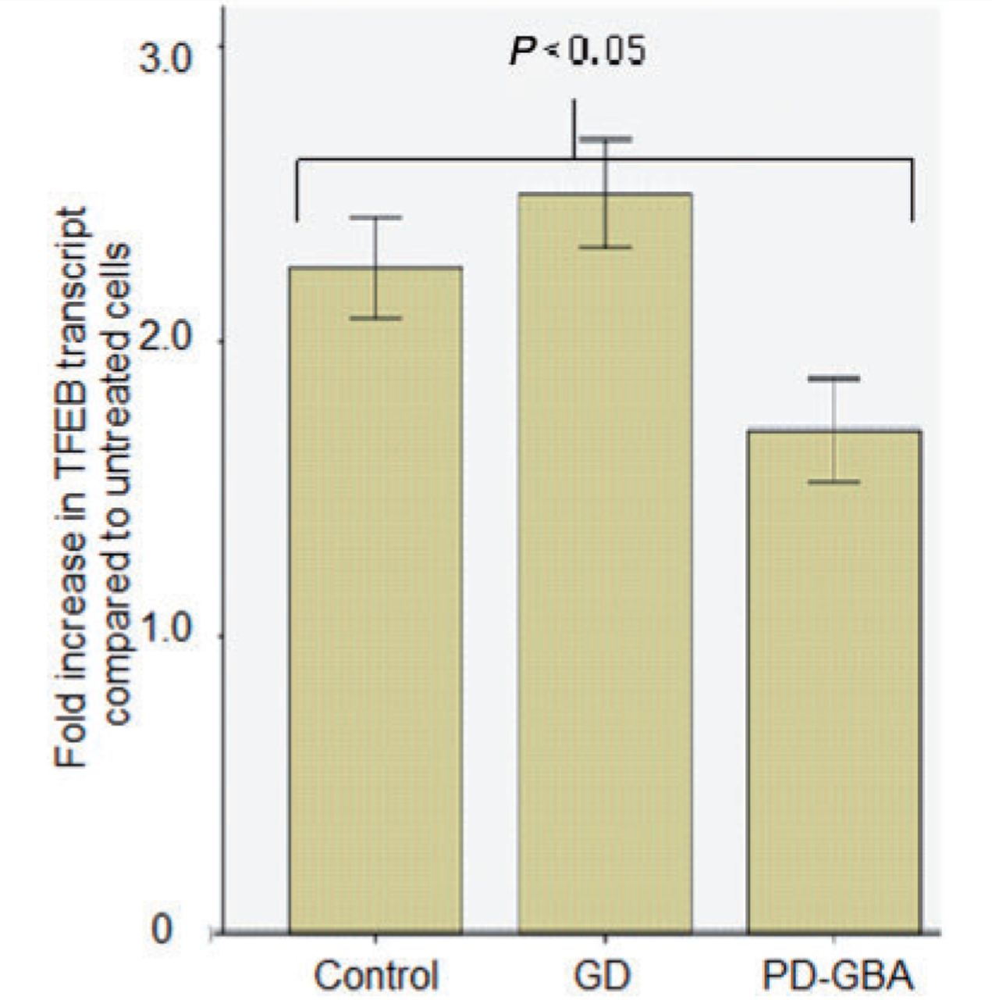 P < 0.05
Fold increase in TFEB transcript
compared to untreated cells
3.0
2.0
1.0
0
Control GD PD-GBA